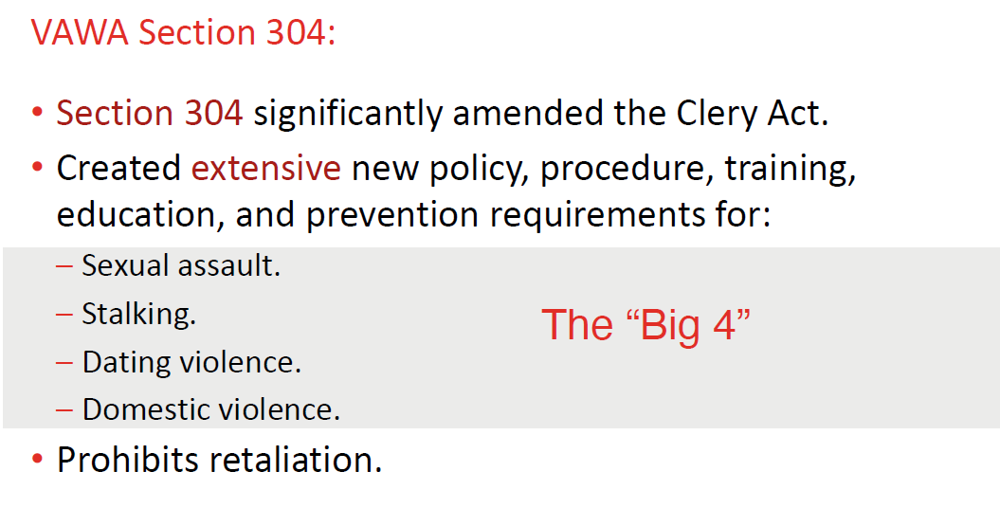 VAWA Section 304:
• Section 304 significantly amended the Clery Act.
• Created extensive new policy, procedure, training,
education, and prevention requirements for:
– Sexual assault.
– Stalking.
The “Big 4”
– Dating violence.
– Domestic violence.
• Prohibits retaliation.